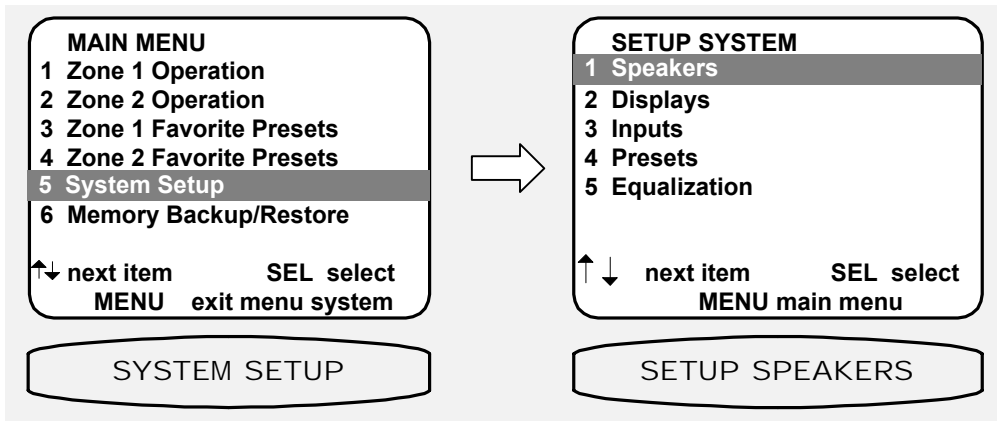 MAIN MENU
1 Zone 1 Operation
2 Zone 2 Operation
3 Zone 1 Favorite Presets
4 Zone 2 Favorite Presets
5 System Setup
6 Memory Backup/Restore
↑↓ next item SEL select
MENU exit menu system
SYSTEM SETUP
SETUP SYSTEM
1 Speakers
2 Displays
3 Inputs
4 Presets
5 Equalization
↑ ↓ next item SEL select
MENU main menu
SETUP SPEAKERS